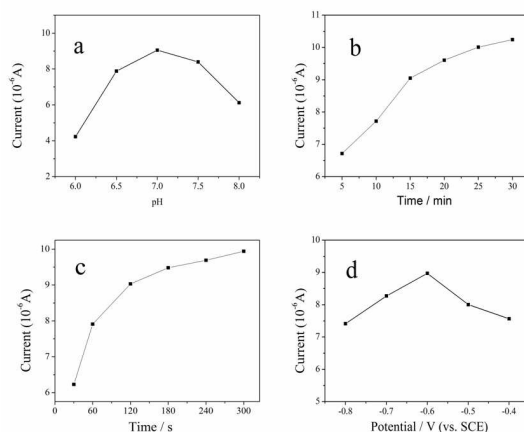 a
Current (10⁻⁶A)
10
8
6
4
2
6.0 6.5 7.0 7.5 8.0
pH
b
Current (10⁻⁶A)
11
10
9
8
7
6
5 10 15 20 25 30
Time / min
c
Current (10⁻⁶A)
10
9
8
7
6
0 60 120 180 240 300
Time / s
d
Current (10⁻⁶A)
10
9
8
7
6
5
-0.8 -0.7 -0.6 -0.5 -0.4
Potential / V (vs. SCE)